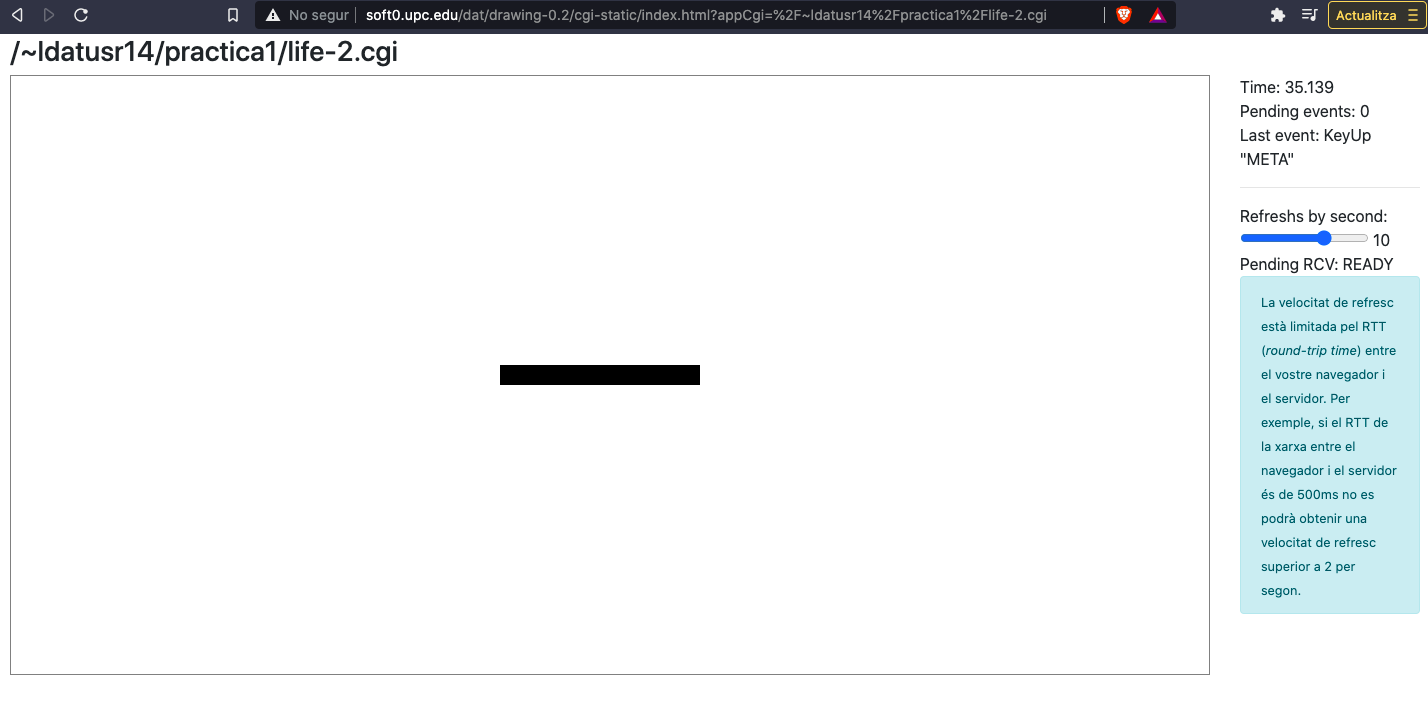 No segur
soft0.upc.edu/dat/drawing-0.2/cgi-static/index.html?appCgi=%2F~ldatusr14%2Fpractica1%2Flife-2.cgi
Actualitza
/~ldatusr14/practica1/life-2.cgi
Time: 35.139
Pending events: 0
Last event: KeyUp
"META"
Refreshs by second:
10
Pending RCV: READY
La velocitat de refresc
està limitada pel RTT
(round-trip time) entre
el vostre navegador i
el servidor. Per
exemple, si el RTT de
la xarxa entre el
navegador i el servidor
és de 500ms no es
podrà obtenir una
velocitat de refresc
superior a 2 per
segon.